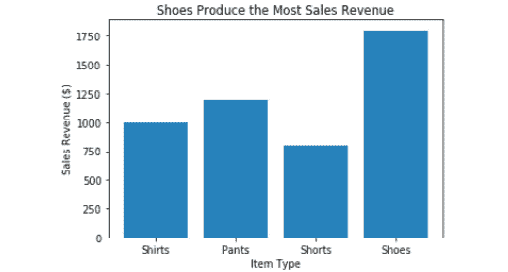 Shoes Produce the Most Sales Revenue
Sales Revenue ($)
1750
1500
1250
1000
750
500
250
0
Shirts Pants Shorts Shoes
Item Type